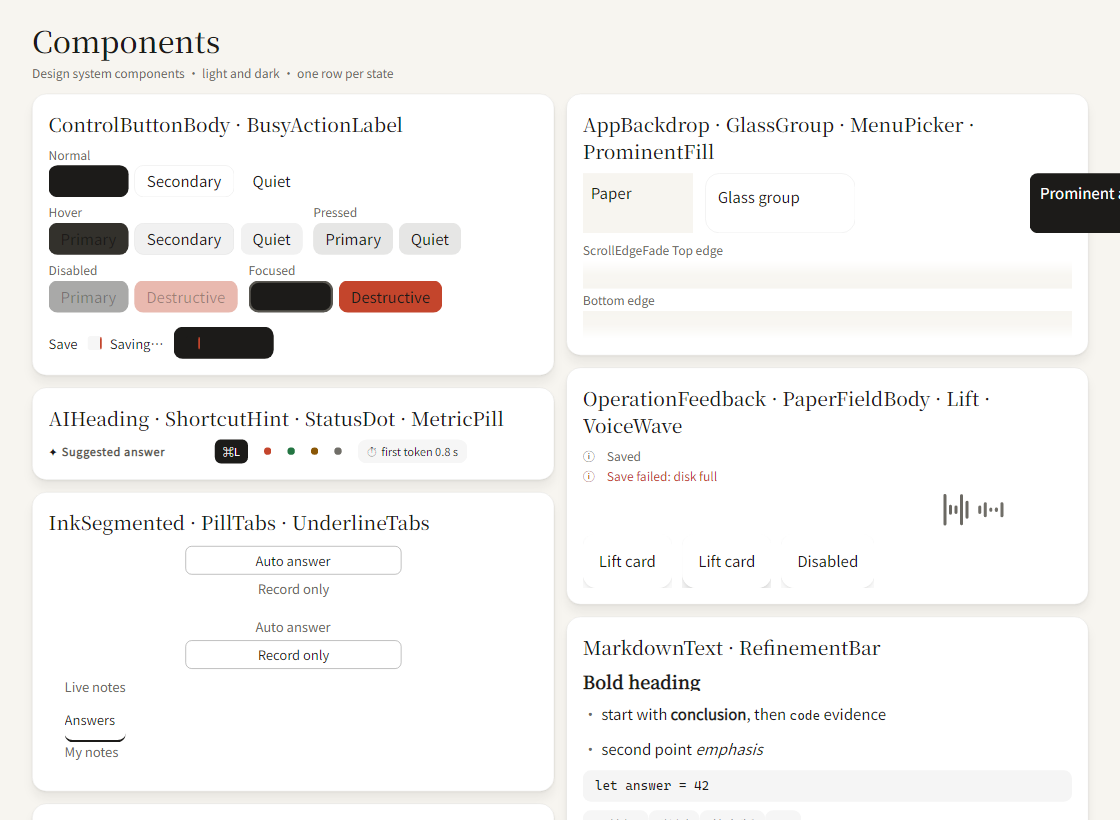 Components
Design system components • light and dark • one row per state
ControlButtonBody · BusyActionLabel
Normal
Secondary
Quiet
Hover
Pressed
Primary
Secondary
Quiet
Primary
Quiet
Disabled
Focused
Primary
Destructive
Destructive
Save
Saving···
AIHeading · ShortcutHint · StatusDot · MetricPill
✦ Suggested answer
⌘L
⏱ first token 0.8 s
InkSegmented · PillTabs · UnderlineTabs
Auto answer
Record only
Auto answer
Record only
Live notes
Answers
My notes
AppBackdrop · GlassGroup · MenuPicker ·
ProminentFill
Paper
Glass group
Prominent
ScrollEdgeFade Top edge
Bottom edge
OperationFeedback · PaperFieldBody · Lift ·
VoiceWave
Saved
Save failed: disk full
Lift card
Lift card
Disabled
MarkdownText · RefinementBar
Bold heading
• start with conclusion, then code evidence
• second point emphasis
let answer = 42